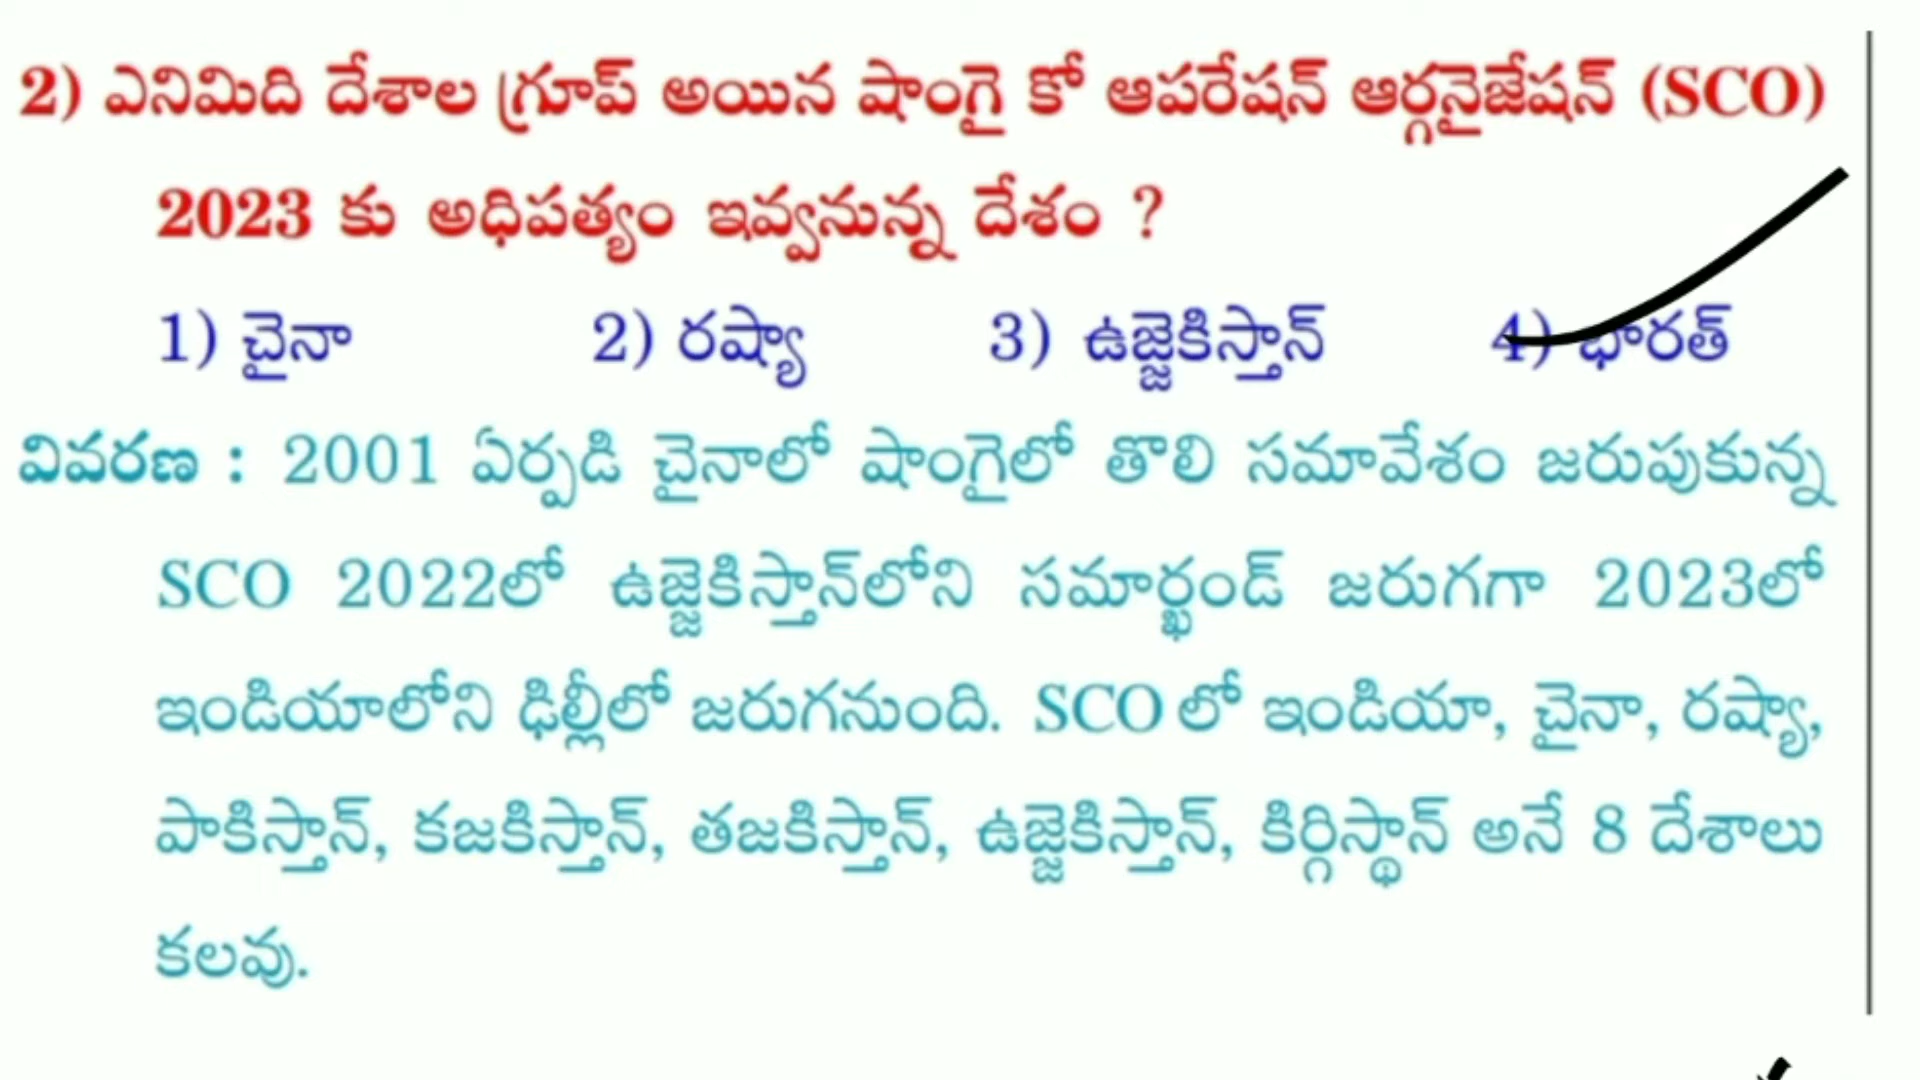 2) ఎనిమిది దేశాల గ్రూప్ అయిన షాంగై కో ఆపరేషన్ ఆర్గనైజేషన్ (SCO)
2023 కు అధిపత్యం ఇవ్వనున్న దేశం ?
1) చైనా 2) రష్యా 3) ఉజ్జెకిస్తాన్ 4) భారత్
వివరణ : 2001 ఏర్పడి చైనాలో షాంగైలో తొలి సమావేశం జరుపుకున్న
SCO 2022లో ఉజ్జెకిస్తాన్‌లోని సమార్ఖండ్ జరుగగా 2023లో
ఇండియాలోని ఢిల్లీలో జరుగనుంది. SCO లో ఇండియా, చైనా, రష్యా,
పాకిస్తాన్, కజకిస్తాన్, తజకిస్తాన్, ఉజ్జెకిస్తాన్, కిర్గిస్థాన్ అనే 8 దేశాలు
కలవు.